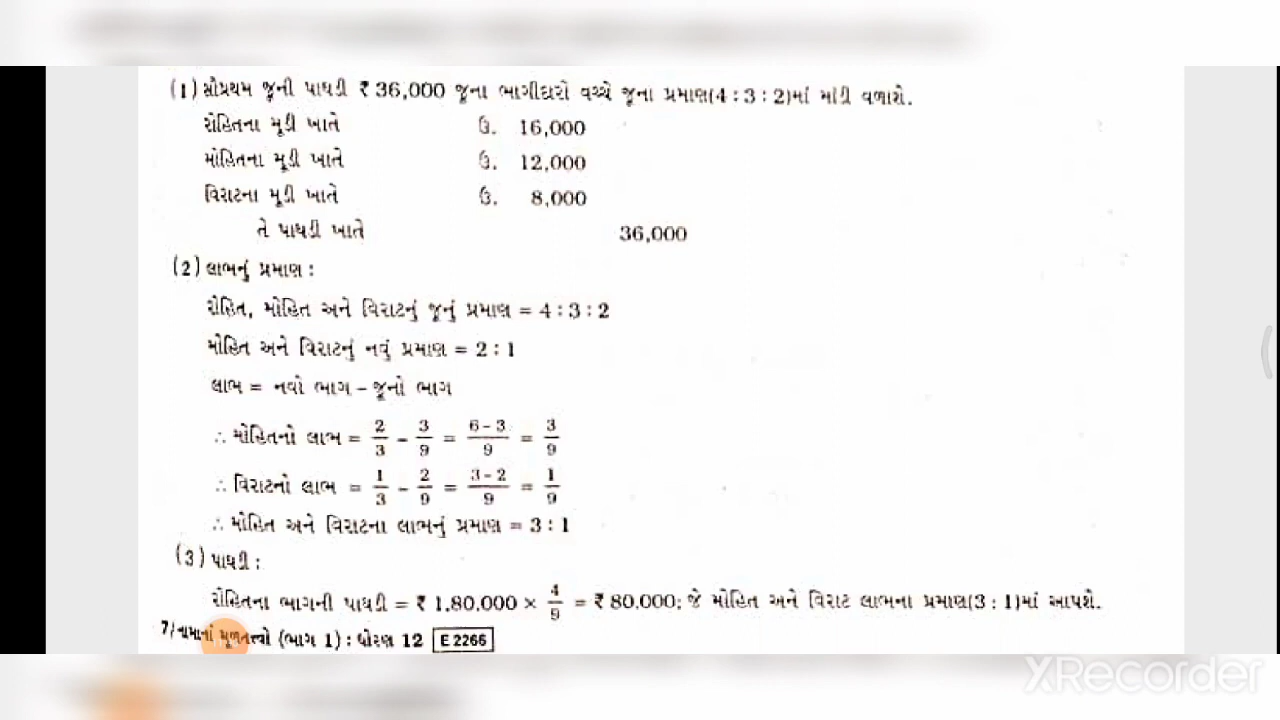 (1) સૌપ્રથમ જૂની પાઘડી ₹ 36,000 જૂના ભાગીદારો વચ્ચે જૂના પ્રમાણ(4 : 3 : 2)માં માંડી વળાશે.
રોહિતના મૂડી ખાતે ઉ. 16,000
મોહિતના મૂડી ખાતે ઉ. 12,000
વિરાટના મૂડી ખાતે ઉ. 8,000
તે પાઘડી ખાતે 36,000
(2) લાભનું પ્રમાણ :
રોહિત, મોહિત અને વિરાટનું જૂનું પ્રમાણ = 4 : 3 : 2
મોહિત અને વિરાટનું નવું પ્રમાણ = 2 : 1
લાભ = નવો ભાગ – જૂનો ભાગ
∴ મોહિતનો લાભ = 2/3 – 3/9 = 6 – 3/9 = 3/9
∴ વિરાટનો લાભ = 1/3 – 2/9 = 3 – 2/9 = 1/9
∴ મોહિત અને વિરાટના લાભનું પ્રમાણ = 3 : 1
(3) પાઘડી :
રોહિતના ભાગની પાઘડી = ₹ 1,80,000 × 4/9 = ₹ 80,000; જે મોહિત અને વિરાટ લાભના પ્રમાણ(3 : 1)માં આપશે.
7/નામાનાં મૂળતત્ત્વો (ભાગ 1) : ધોરણ 12 E 2266
XRecorder